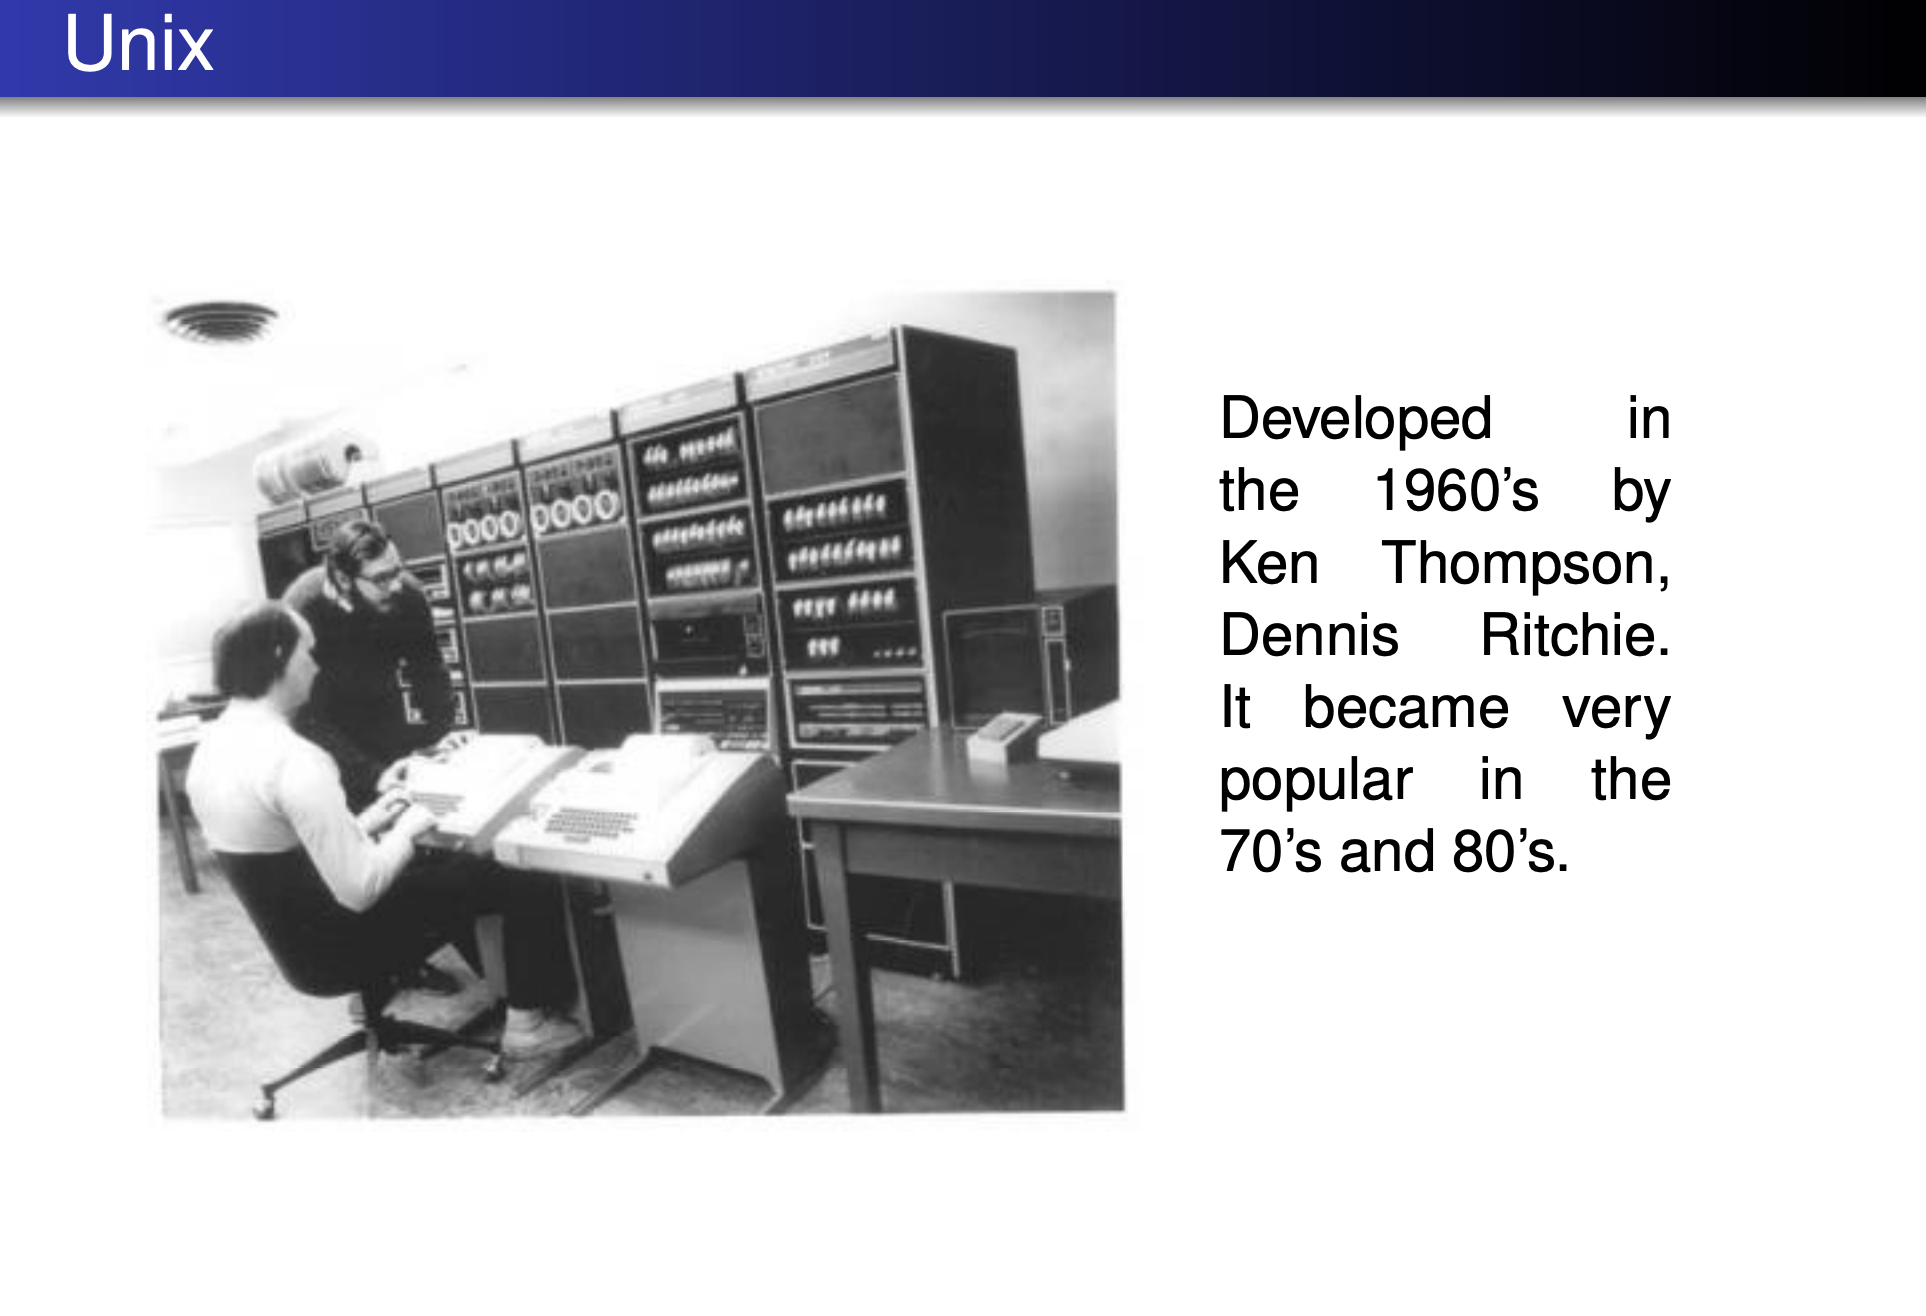 Unix
Developed in
the 1960’s by
Ken Thompson,
Dennis Ritchie.
It became very
popular in the
70’s and 80’s.